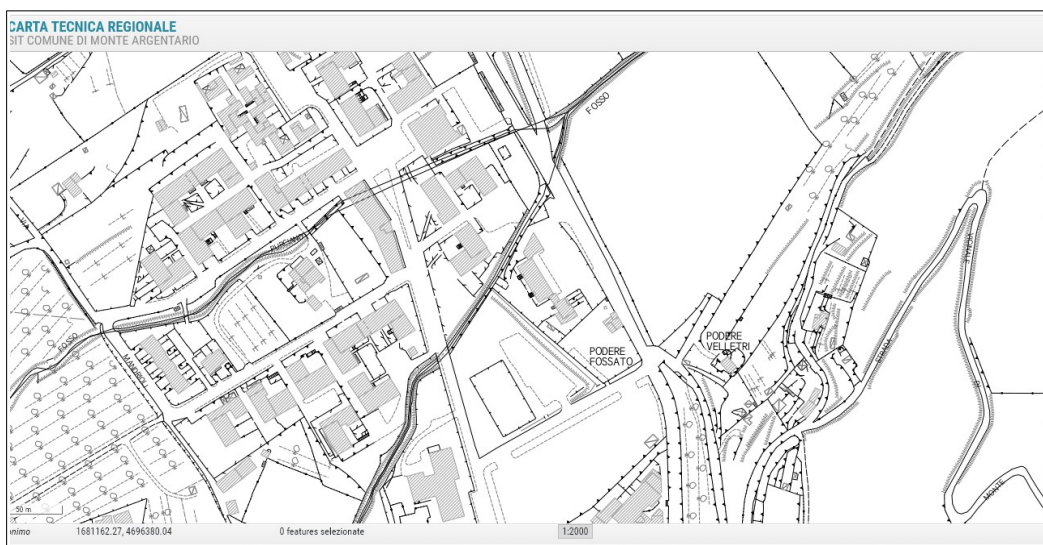 CARTA TECNICA REGIONALE
SIT COMUNE DI MONTE ARGENTARIO
FOSSO
FOSSO
PODERE
FOSSATO
PODERE
VELLETRI
STRADA
VICINALE
MONTE
50 m
1681162.27, 4696380.04
0 features selezionate
1:2000